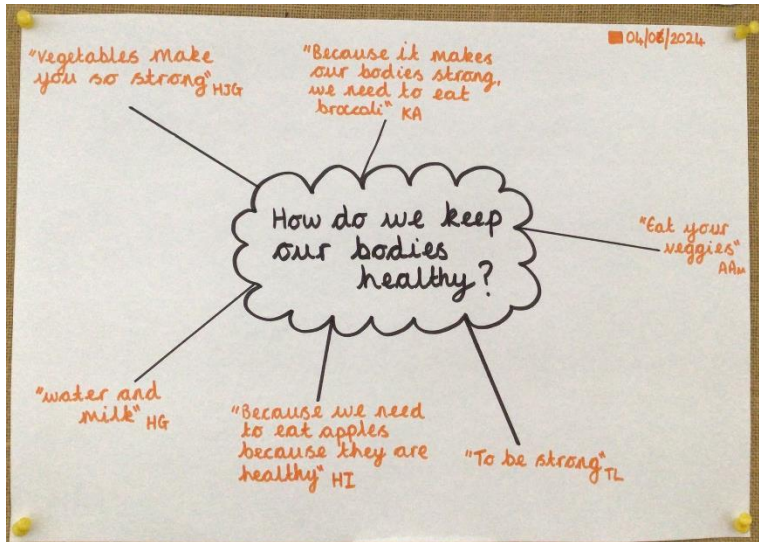 04/06/2024
"Vegetables make
you so strong" HJG
"Because it makes
our bodies strong,
we need to eat
broccoli" KA
How do we keep
our bodies
healthy?
"Eat your
veggies"
AAm
"water and
milk" HG
"Because we need
to eat apples
because they are
healthy" HI
"To be strong" TL